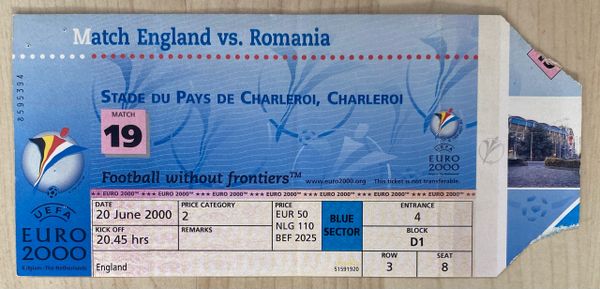 Match England vs. Romania
8595394
STADE DU PAYS DE CHARLEROI, CHARLEROI
MATCH
19
Football without frontiers™
www.euro2000.org
This ticket is not transferable.
UEFA
EURO
2000
Belgium - The Netherlands
UEFA
EURO
2000
EURO 2000™ EURO 2000™ EURO 2000™ EURO 2000™ EURO 2000™
DATE
20 June 2000
PRICE CATEGORY
2
PRICE
EUR 50
NLG 110
BEF 2025
BLUE
SECTOR
ENTRANCE
4
KICK OFF
20.45 hrs
REMARKS
BLOCK
D1
England
51591920
ROW
3
SEAT
8
19